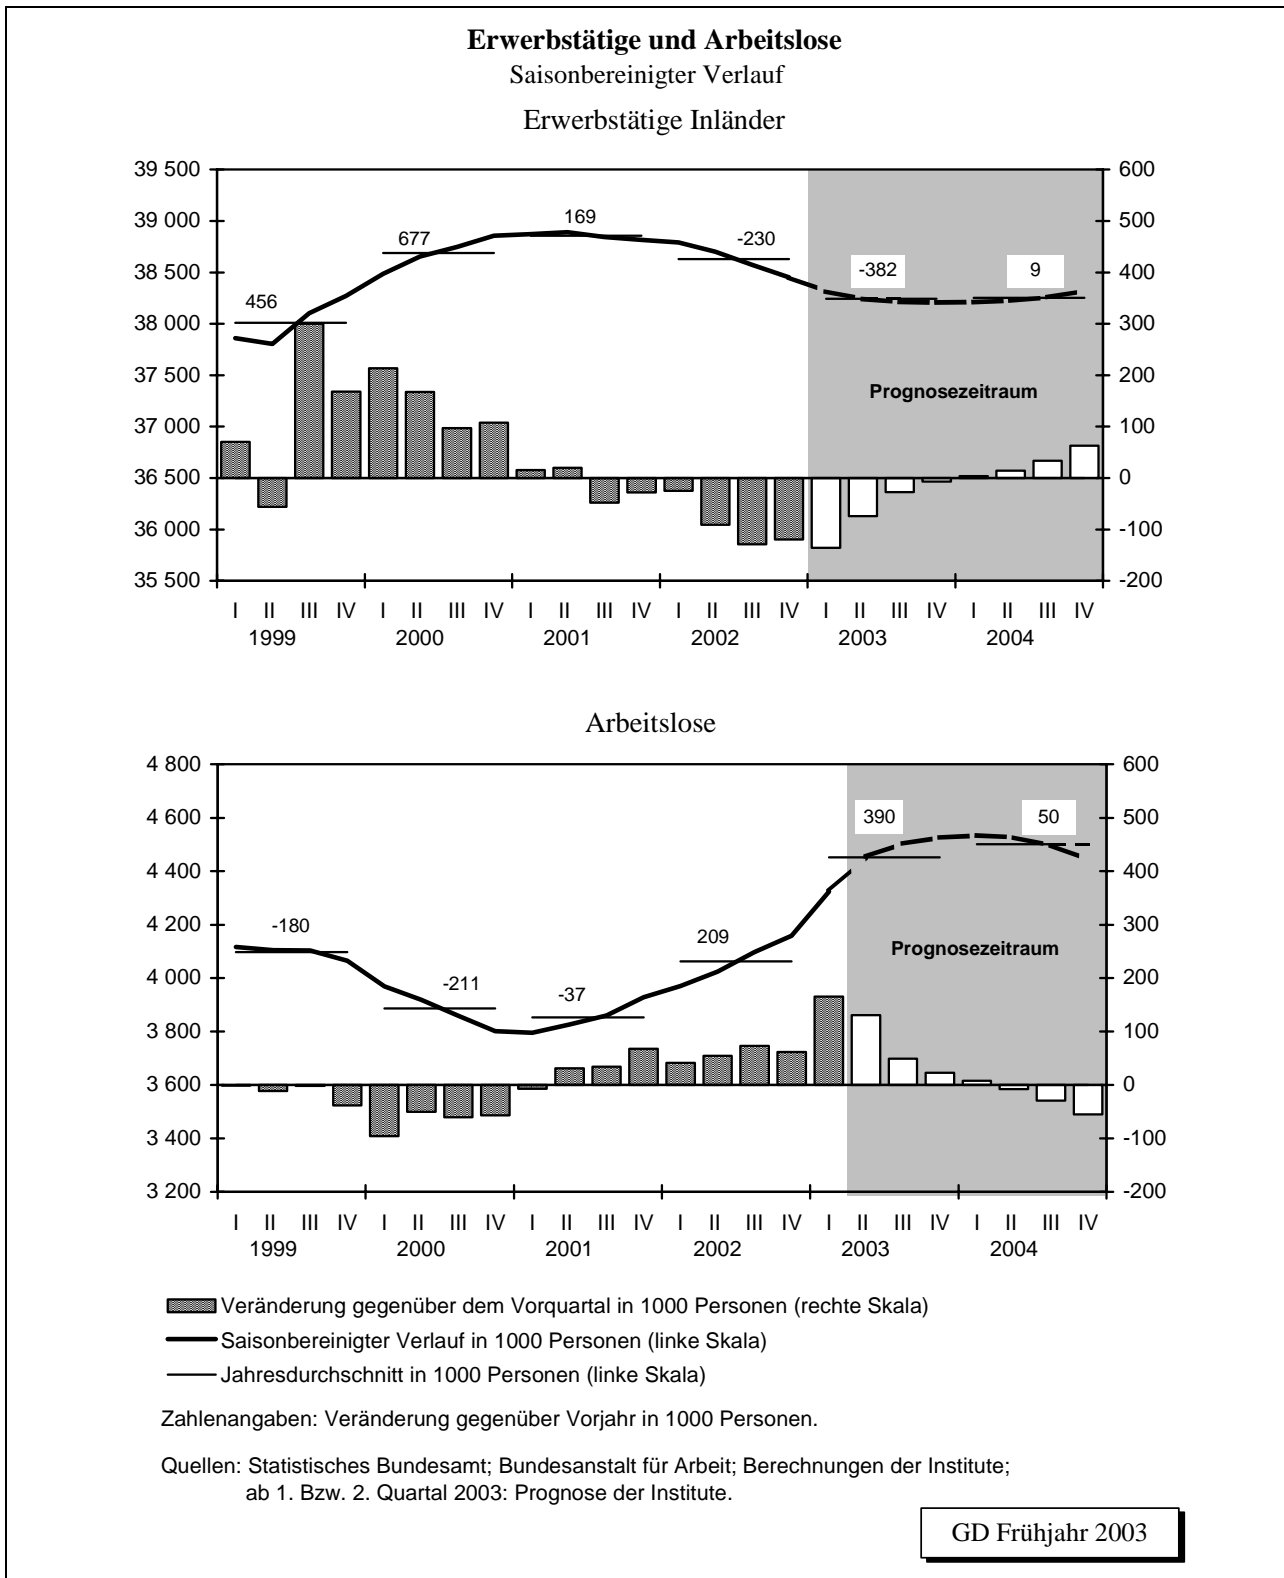 Erwerbstätige und Arbeitslose
Saisonbereinigter Verlauf
Erwerbstätige Inländer
39 500 600
39 000 500
38 500 400
38 000 300
37 500 200
37 000 100
36 500 0
36 000 -100
35 500 -200
456 677 169 -230 -382 9
Prognosezeitraum
I II III IV I II III IV I II III IV I II III IV I II III IV I II III IV
1999 2000 2001 2002 2003 2004
Arbeitslose
4 800 600
4 600 500
4 400 400
4 200 300
4 000 200
3 800 100
3 600 0
3 400 -100
3 200 -200
-180 -211 -37 209 390 50
Prognosezeitraum
I II III IV I II III IV I II III IV I II III IV I II III IV I II III IV
1999 2000 2001 2002 2003 2004
Veränderung gegenüber dem Vorquartal in 1000 Personen (rechte Skala)
Saisonbereinigter Verlauf in 1000 Personen (linke Skala)
Jahresdurchschnitt in 1000 Personen (linke Skala)
Zahlenangaben: Veränderung gegenüber Vorjahr in 1000 Personen.
Quellen: Statistisches Bundesamt; Bundesanstalt für Arbeit; Berechnungen der Institute;
ab 1. Bzw. 2. Quartal 2003: Prognose der Institute.
GD Frühjahr 2003